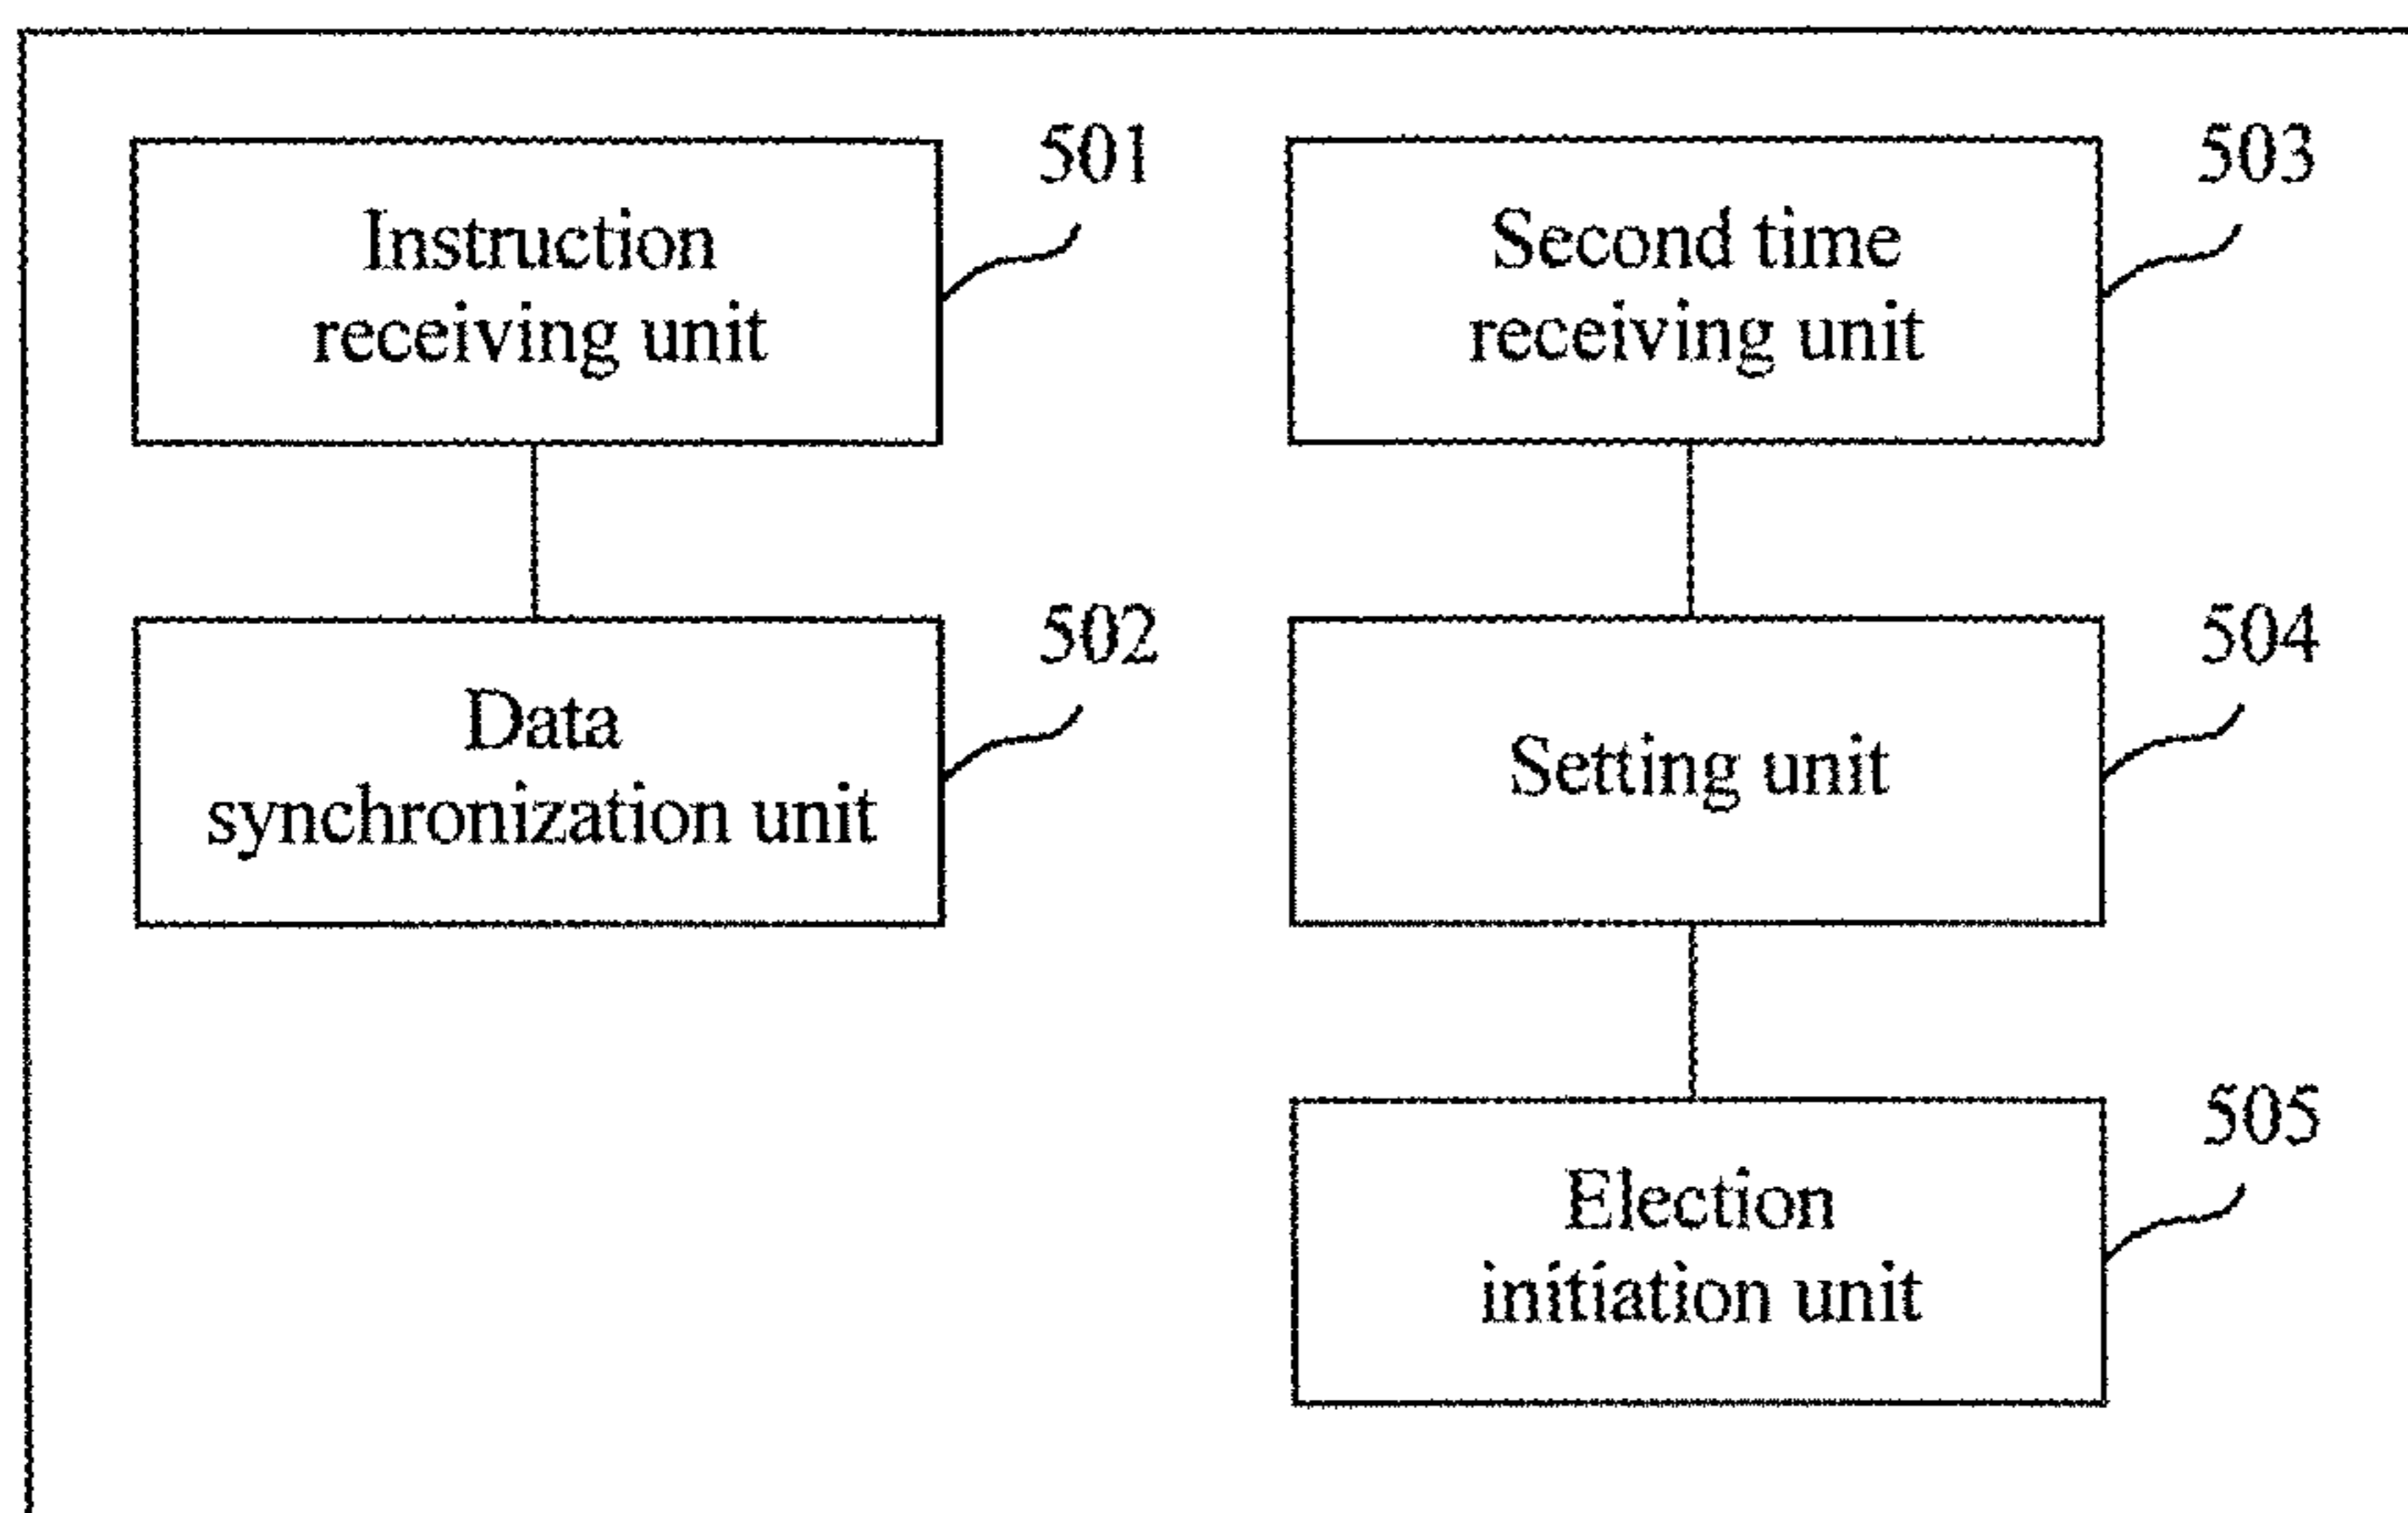 501
Instruction
receiving unit
503
Second time
receiving unit
502
Data
synchronization unit
504
Setting unit
505
Election
initiation unit